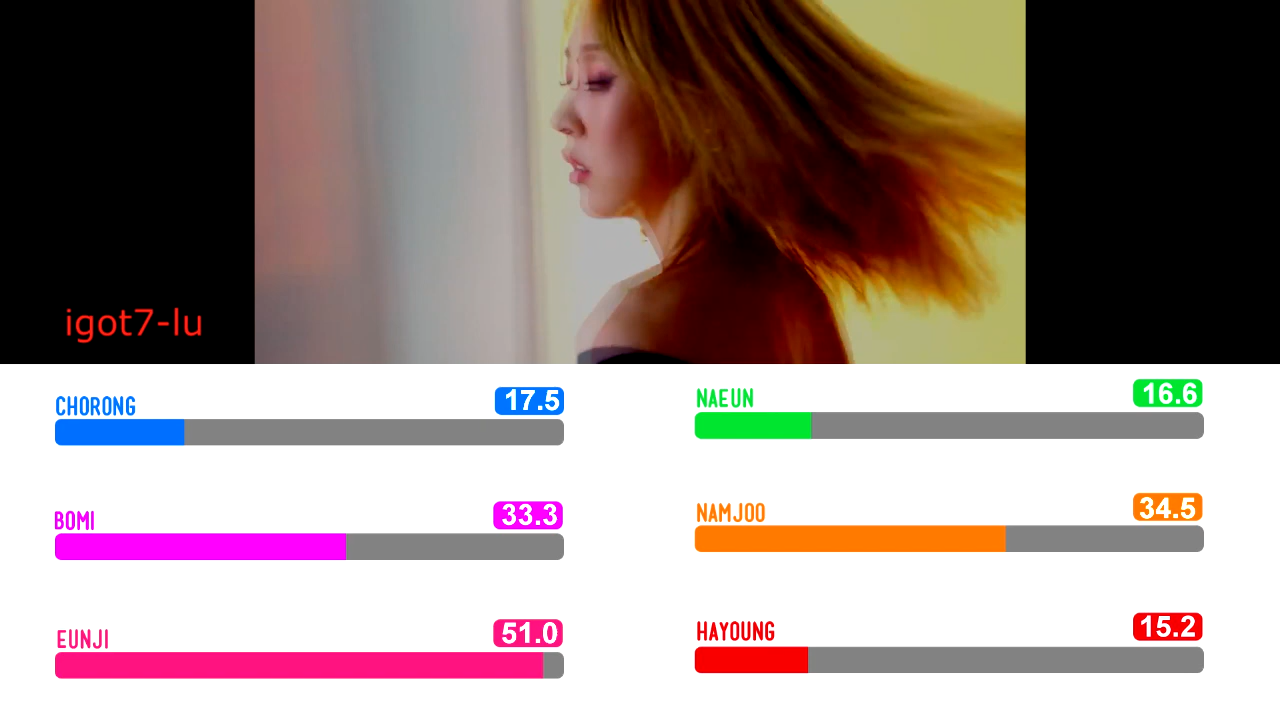 igot7-lu
CHORONG 17.5
NAEUN 16.6
BOMI 33.3
NAMJOO 34.5
EUNJI 51.0
HAYOUNG 15.2